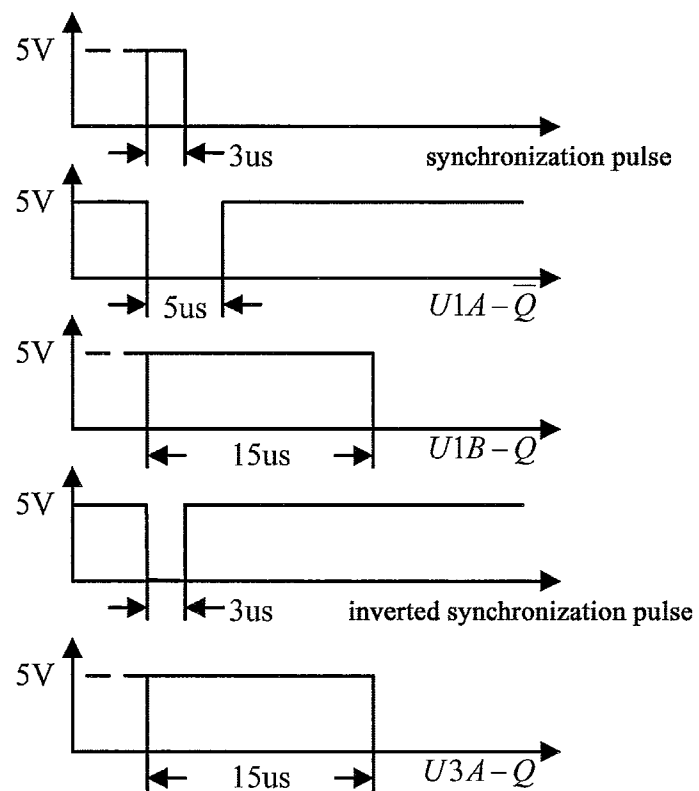 5V
3us
synchronization pulse
5V
5us
U1A-Q̅
5V
15us
U1B-Q
5V
3us
inverted synchronization pulse
5V
15us
U3A-Q